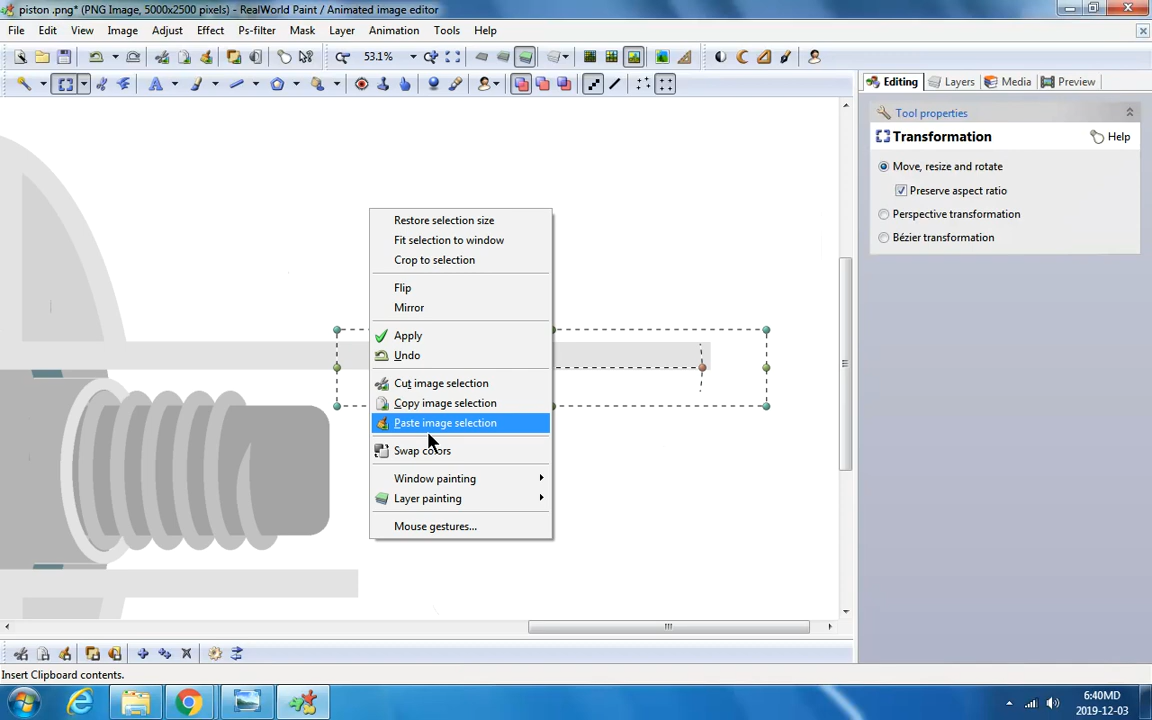 piston .png* (PNG Image, 5000x2500 pixels) - RealWorld Paint / Animated image editor
File Edit View Image Adjust Effect Ps-filter Mask Layer Animation Tools Help
53.1%
Editing Layers Media Preview
Tool properties
Transformation Help
Move, resize and rotate
Preserve aspect ratio
Perspective transformation
Bézier transformation
Restore selection size
Fit selection to window
Crop to selection
Flip
Mirror
Apply
Undo
Cut image selection
Copy image selection
Paste image selection
Swap colors
Window painting
Layer painting
Mouse gestures...
Insert Clipboard contents.
6:40MD
2019-12-03